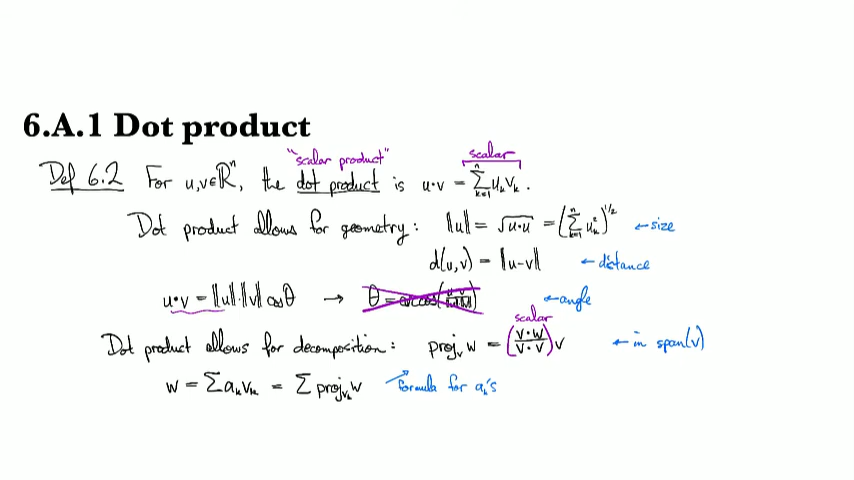 6.A.1 Dot product
"scalar product" scalar
Def 6.2 For u,v∈ℝⁿ, the dot product is u·v = Σₖ₌₁ⁿ uₖvₖ.
Dot product allows for geometry: ‖u‖ = √u·u = (Σₖ₌₁ⁿ uₖ²)^1/2 ← size
d(u,v) = ‖u-v‖ ← distance
u·v = ‖u‖·‖v‖ cosθ → θ = arccos(u·v/‖u‖‖v‖) ← angle
scalar
Dot product allows for decomposition: projᵥ w = (v·w/v·v)v ← in span(v)
w = Σaₖvₖ = Σ proj_vₖ w formula for aₖ's